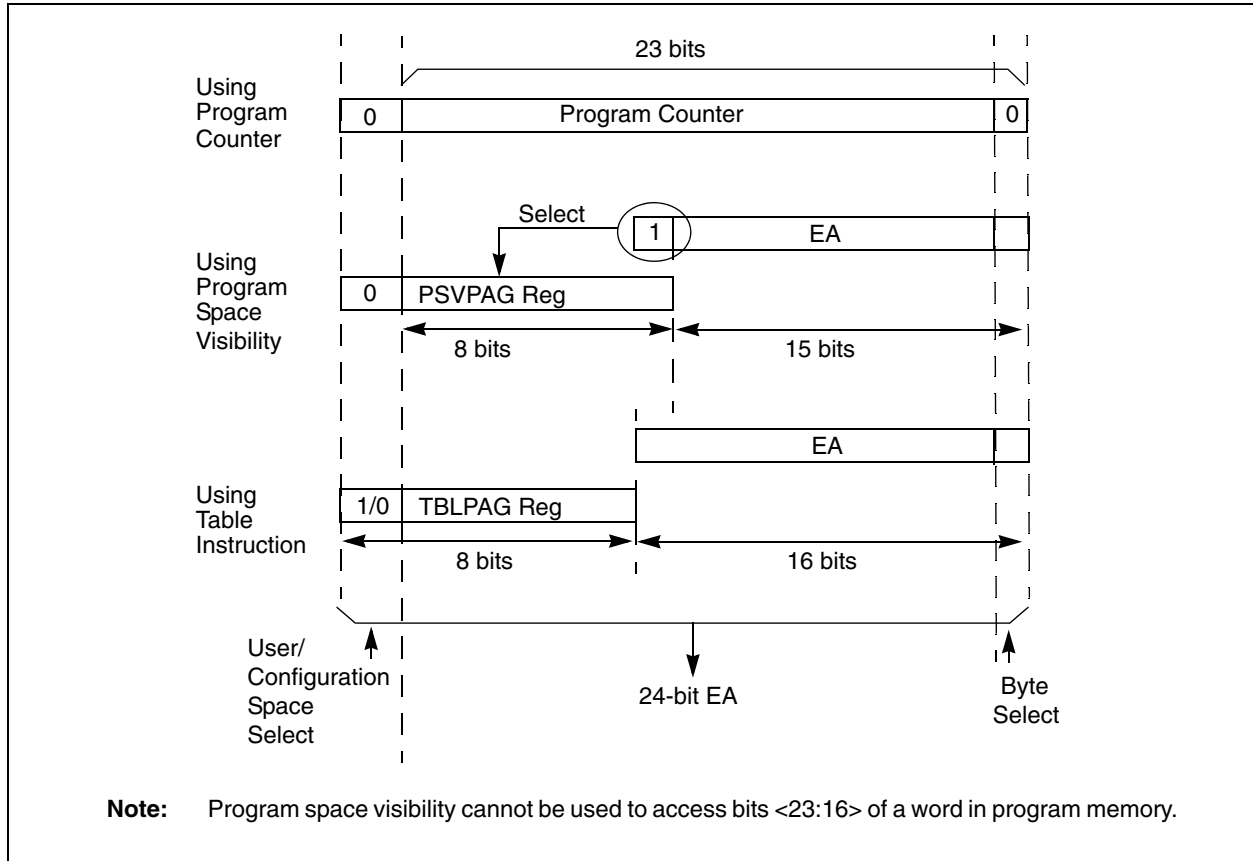 23 bits
Using
Program
Counter
0
Program Counter
0
Select
1
EA
Using
Program
Space
Visibility
0
PSVPAG Reg
8 bits
15 bits
EA
Using
Table
Instruction
1/0
TBLPAG Reg
8 bits
16 bits
User/
Configuration
Space
Select
24-bit EA
Byte
Select
Note: Program space visibility cannot be used to access bits <23:16> of a word in program memory.